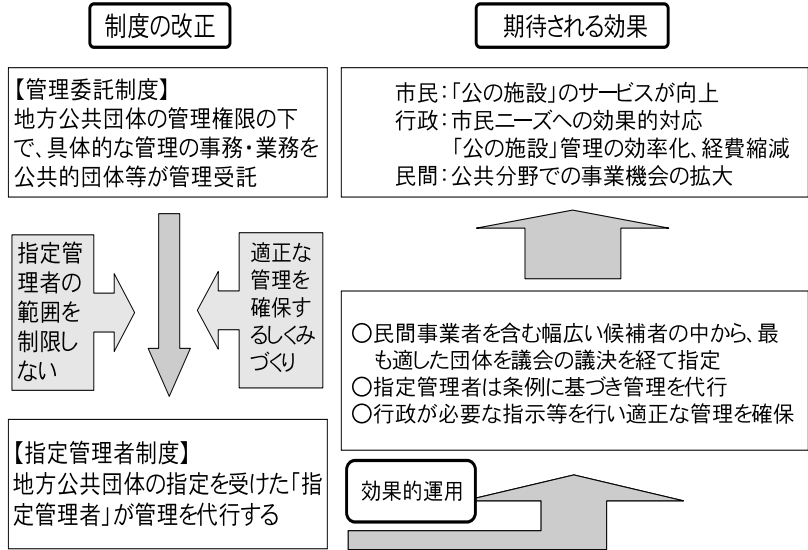 制度の改正
【管理委託制度】
地方公共団体の管理権限の下
で、具体的な管理の事務・業務を
公共的団体等が管理受託
指定管
理者の
範囲を
制限し
ない
適正な
管理を
確保す
るしくみ
づくり
【指定管理者制度】
地方公共団体の指定を受けた「指
定管理者」が管理を代行する
期待される効果
市民：「公の施設」のサービスが向上
行政：市民ニーズへの効果的対応
「公の施設」管理の効率化、経費縮減
民間：公共分野での事業機会の拡大
○民間事業者を含む幅広い候補者の中から、最
も適した団体を議会の議決を経て指定
○指定管理者は条例に基づき管理を代行
○行政が必要な指示等を行い適正な管理を確保
効果的運用